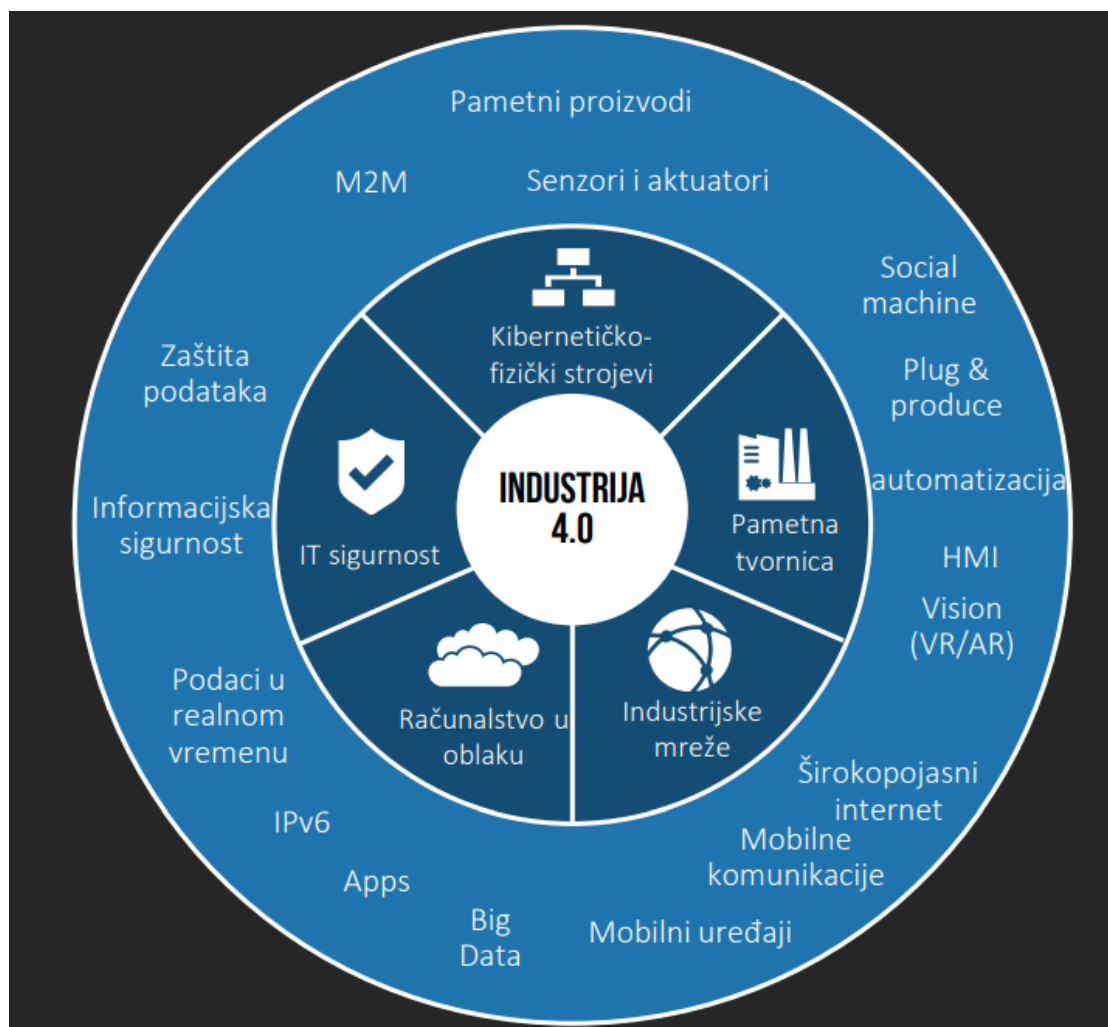 Pametni proizvodi
M2M
Senzori i aktuatori
Social
machine
Plug &
produce
automatizacija
HMI
Vision
(VR/AR)
Širokopojasni
internet
Mobilne
komunikacije
Mobilni uređaji
Big
Data
Apps
IPv6
Podaci u
realnom
vremenu
Informacijska
sigurnost
Zaštita
podataka
Kibernetičko-
fizički strojevi
Pametna
tvornica
Industrijske
mreže
Računalstvo u
oblaku
IT sigurnost
INDUSTRIJA
4.0